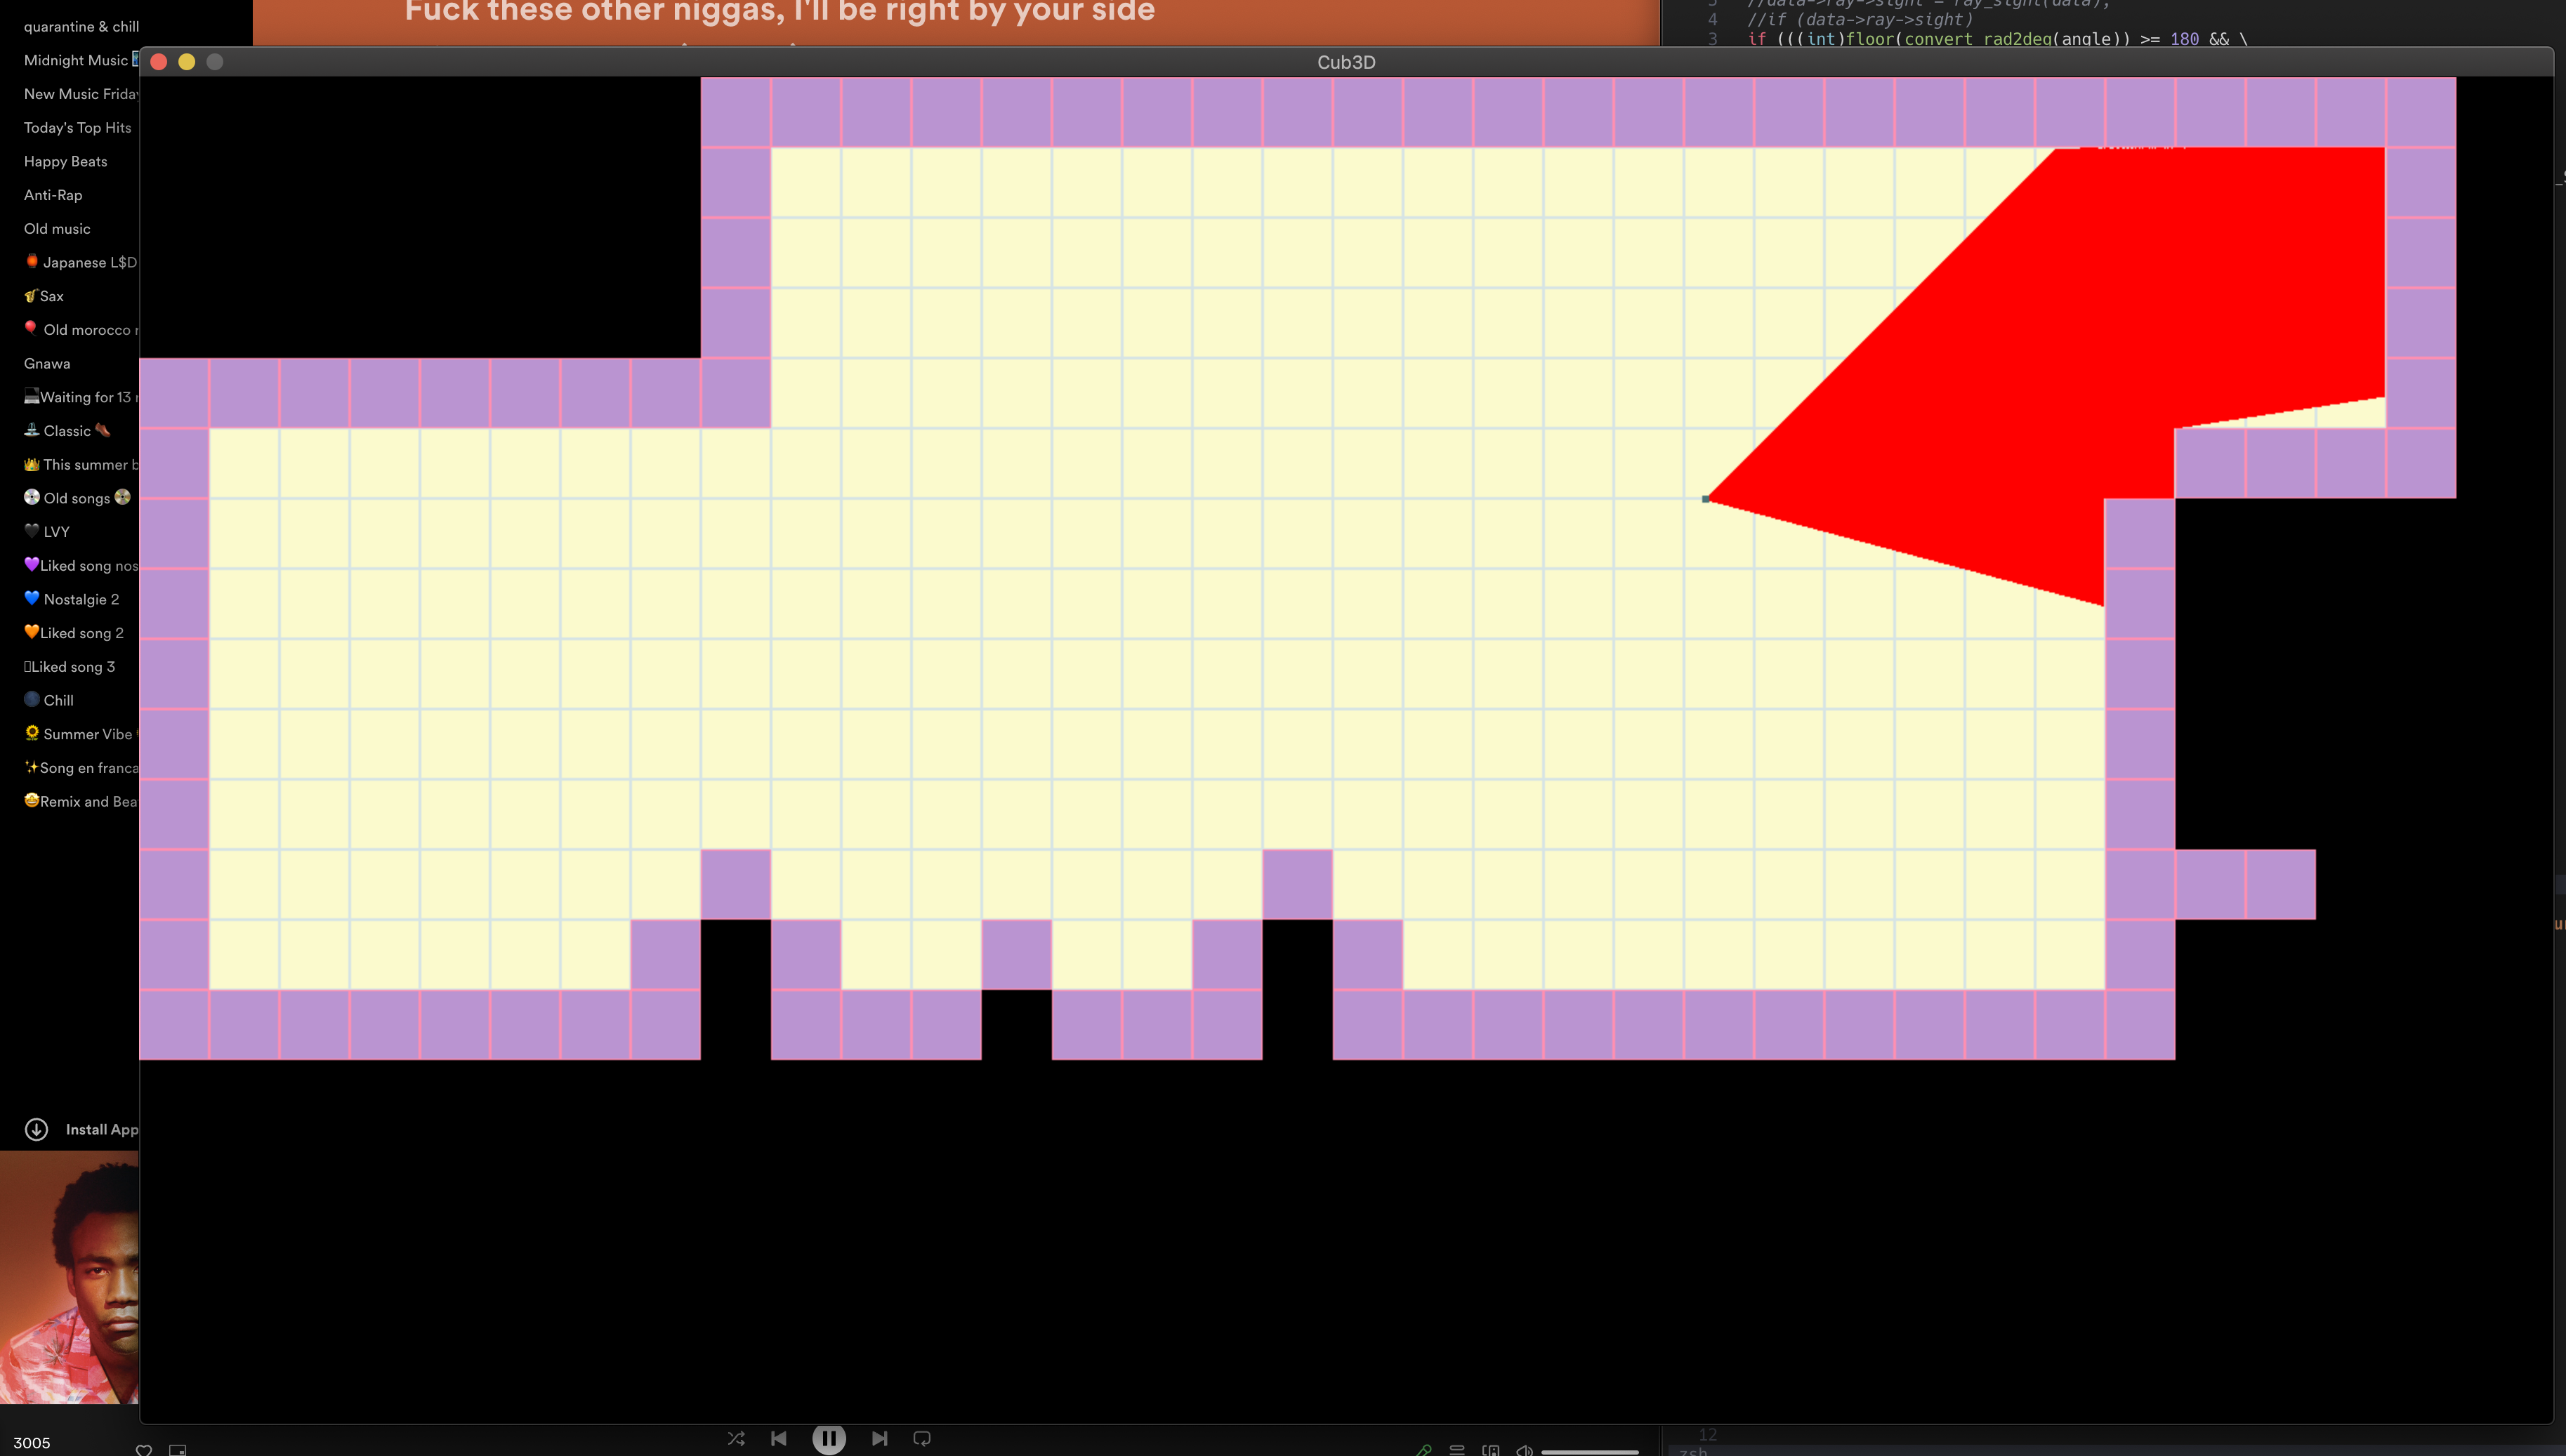 Fuck these other niggas, I'll be right by your side
quarantine & chill
Midnight Music
New Music Friday
Today's Top Hits
Happy Beats
Anti-Rap
Old music
Japanese L$D
Sax
Old morocco
Gnawa
Waiting for 13
Classic
This summer
Old songs
LVY
Liked song nos
Nostalgie 2
Liked song 2
Liked song 3
Chill
Summer Vibe
Song en franca
Remix and Bea
Install App
3005
Cub3D
//data->ray->sight = ray_sight(data);
4 //if (data->ray->sight)
3 if (((int)floor(convert_rad2deg(angle)) >= 180 && \
12
zsh